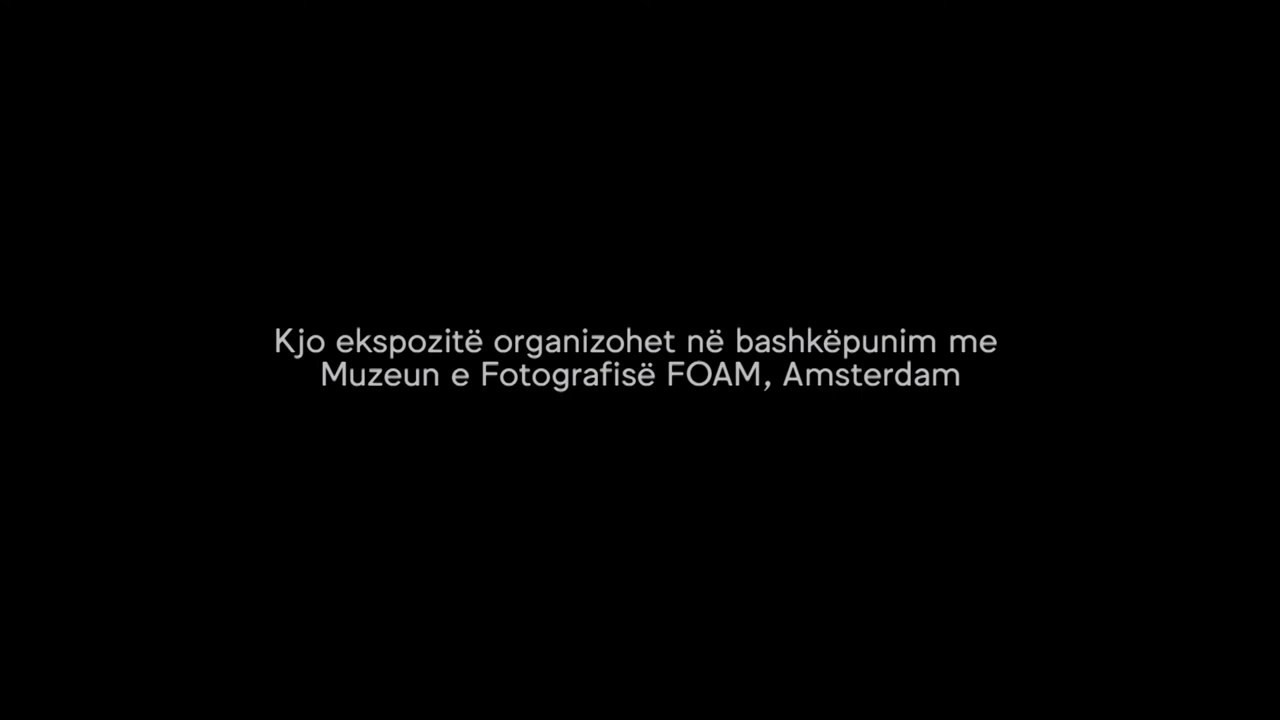 Kjo ekspozitë organizohet në bashkëpunim me
Muzeun e Fotografisë FOAM, Amsterdam